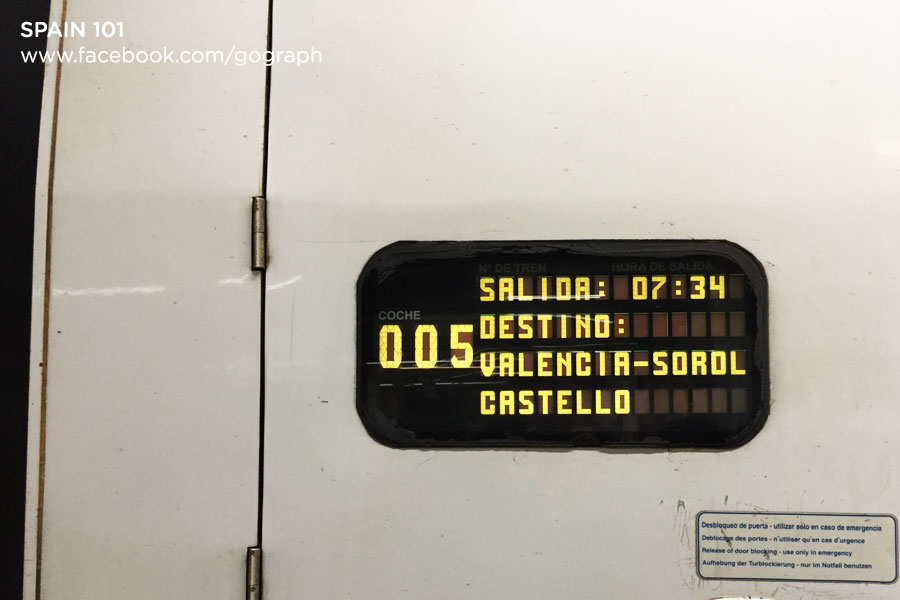 SPAIN 101
www.facebook.com/gograph
Nº DE TREN HORA DE SALIDA
SALIDA: 07:34
COCHE
005
DESTINO:
VALENCIA-SOROL
CASTELLO
Desbloqueo de puerta - utilizar sólo en caso de emergencia
Déblocage des portes - n'utiliser qu'en cas d'urgence
Release of door blocking - use only in emergency
Aufhebung der Türblockierung - nur im Notfall benutzen